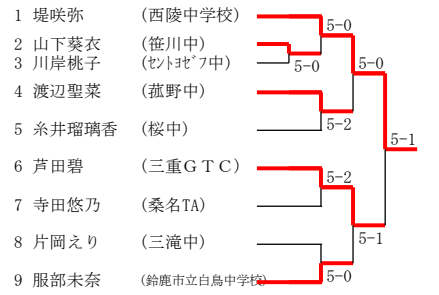 1 堤咲弥 (西陵中学校)
5-0
2 山下葵衣 (笹川中)
5-0
3 川岸桃子 (ｾﾝﾄﾖｾﾞﾌ中)
5-0
4 渡辺聖菜 (菰野中)
5-2
5 糸井瑠璃香 (桜中)
5-1
6 芦田碧 (三重ＧＴＣ)
5-2
7 寺田悠乃 (桑名TA)
8 片岡えり (三滝中)
5-1
9 服部未奈 (鈴鹿市立白鳥中学校)
5-0